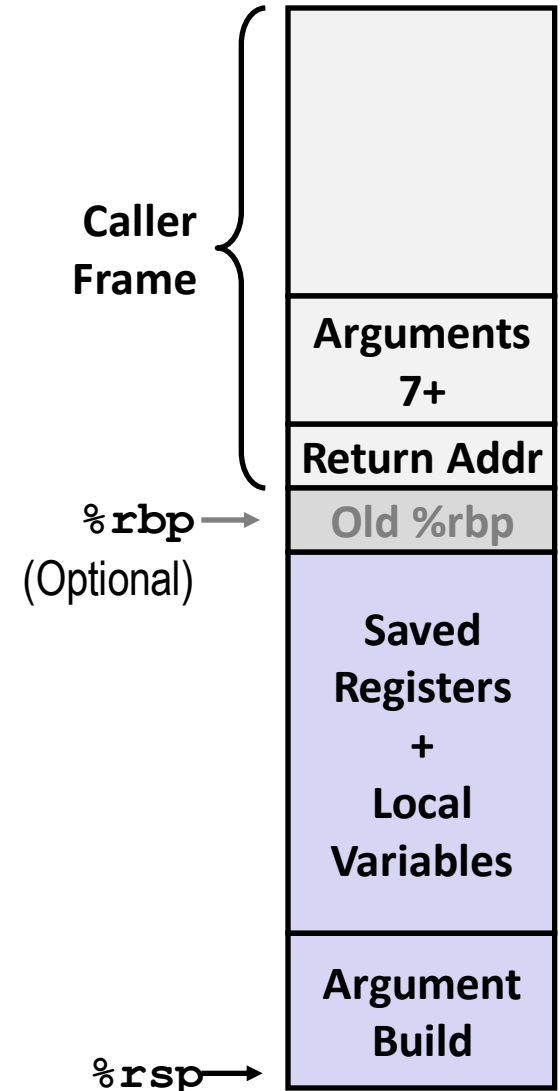 Caller
Frame
Arguments
7+
Return Addr
%rbp
Old %rbp
(Optional)
Saved
Registers
+
Local
Variables
Argument
Build
%rsp